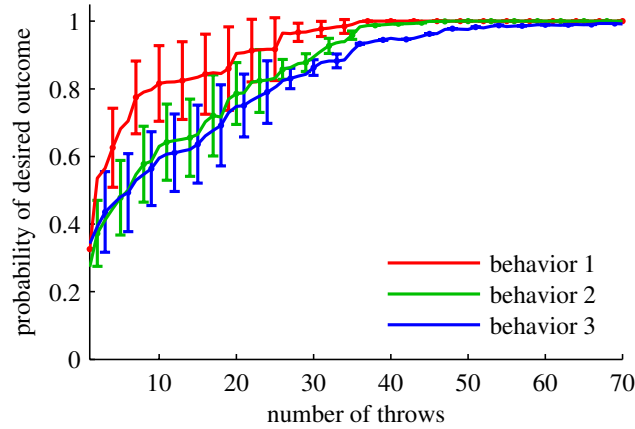 probability of desired outcome
1
0.8
0.6
0.4
0.2
0
behavior 1
behavior 2
behavior 3
10 20 30 40 50 60 70
number of throws